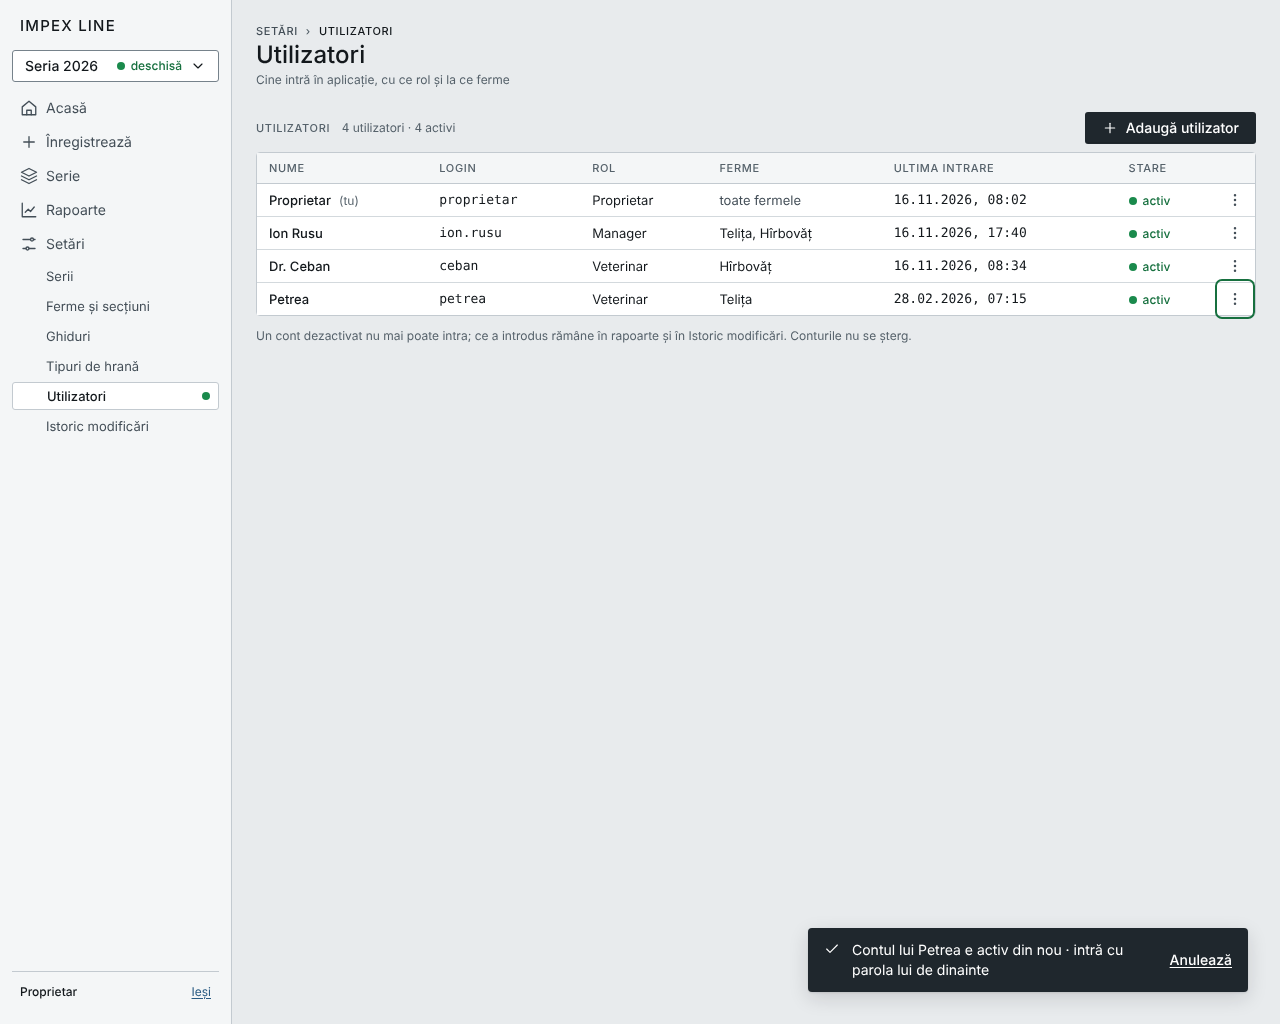 IMPEX LINE
Seria 2026 deschisă
Acasă
Înregistrează
Serie
Rapoarte
Setări
Serii
Ferme și secțiuni
Ghiduri
Tipuri de hrană
Utilizatori
Istoric modificări
Proprietar Ieși
SETĂRI › UTILIZATORI
Utilizatori
Cine intră în aplicație, cu ce rol și la ce ferme
UTILIZATORI 4 utilizatori · 4 activi
Adaugă utilizator
NUME LOGIN ROL FERME ULTIMA INTRARE STARE
Proprietar (tu) proprietar Proprietar toate fermele 16.11.2026, 08:02 activ
Ion Rusu ion.rusu Manager Telița, Hîrbovăț 16.11.2026, 17:40 activ
Dr. Ceban ceban Veterinar Hîrbovăț 16.11.2026, 08:34 activ
Petrea petrea Veterinar Telița 28.02.2026, 07:15 activ
Un cont dezactivat nu mai poate intra; ce a introdus rămâne în rapoarte și în Istoric modificări. Conturile nu se șterg.
Contul lui Petrea e activ din nou · intră cu
parola lui de dinainte
Anulează